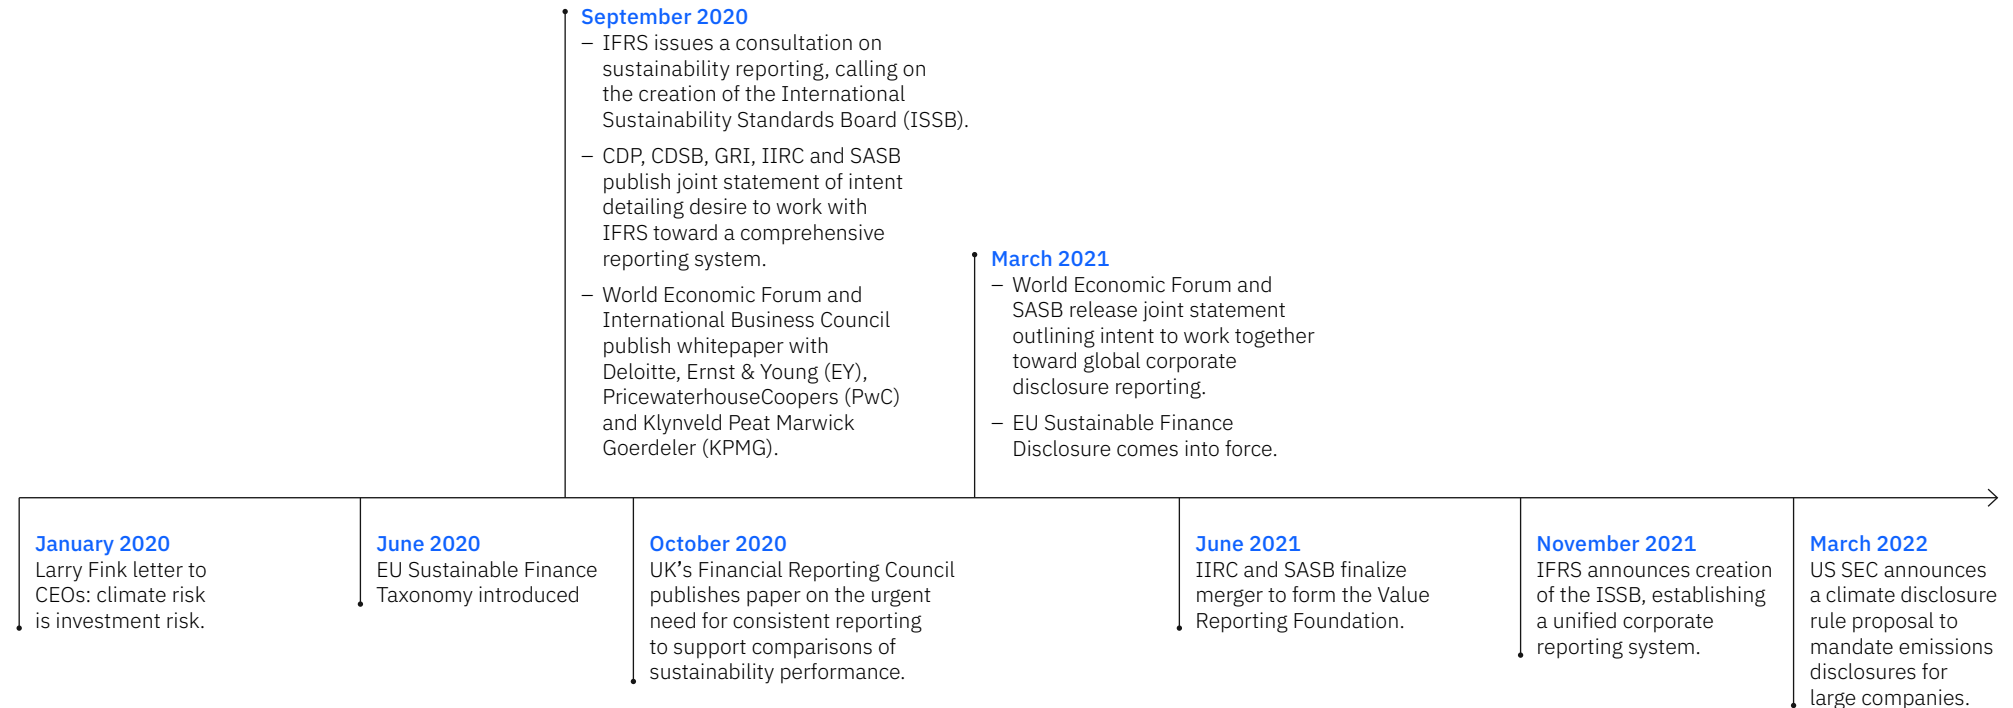 September 2020
– IFRS issues a consultation on
sustainability reporting, calling on
the creation of the International
Sustainability Standards Board (ISSB).
– CDP, CDSB, GRI, IIRC and SASB
publish joint statement of intent
detailing desire to work with
IFRS toward a comprehensive
reporting system.
– World Economic Forum and
International Business Council
publish whitepaper with
Deloitte, Ernst & Young (EY),
PricewaterhouseCoopers (PwC)
and Klynveld Peat Marwick
Goerdeler (KPMG).
March 2021
– World Economic Forum and
SASB release joint statement
outlining intent to work together
toward global corporate
disclosure reporting.
– EU Sustainable Finance
Disclosure comes into force.
January 2020
Larry Fink letter to
CEOs: climate risk
is investment risk.
June 2020
EU Sustainable Finance
Taxonomy introduced
October 2020
UK's Financial Reporting Council
publishes paper on the urgent
need for consistent reporting
to support comparisons of
sustainability performance.
June 2021
IIRC and SASB finalize
merger to form the Value
Reporting Foundation.
November 2021
IFRS announces creation
of the ISSB, establishing
a unified corporate
reporting system.
March 2022
US SEC announces
a climate disclosure
rule proposal to
mandate emissions
disclosures for
large companies.